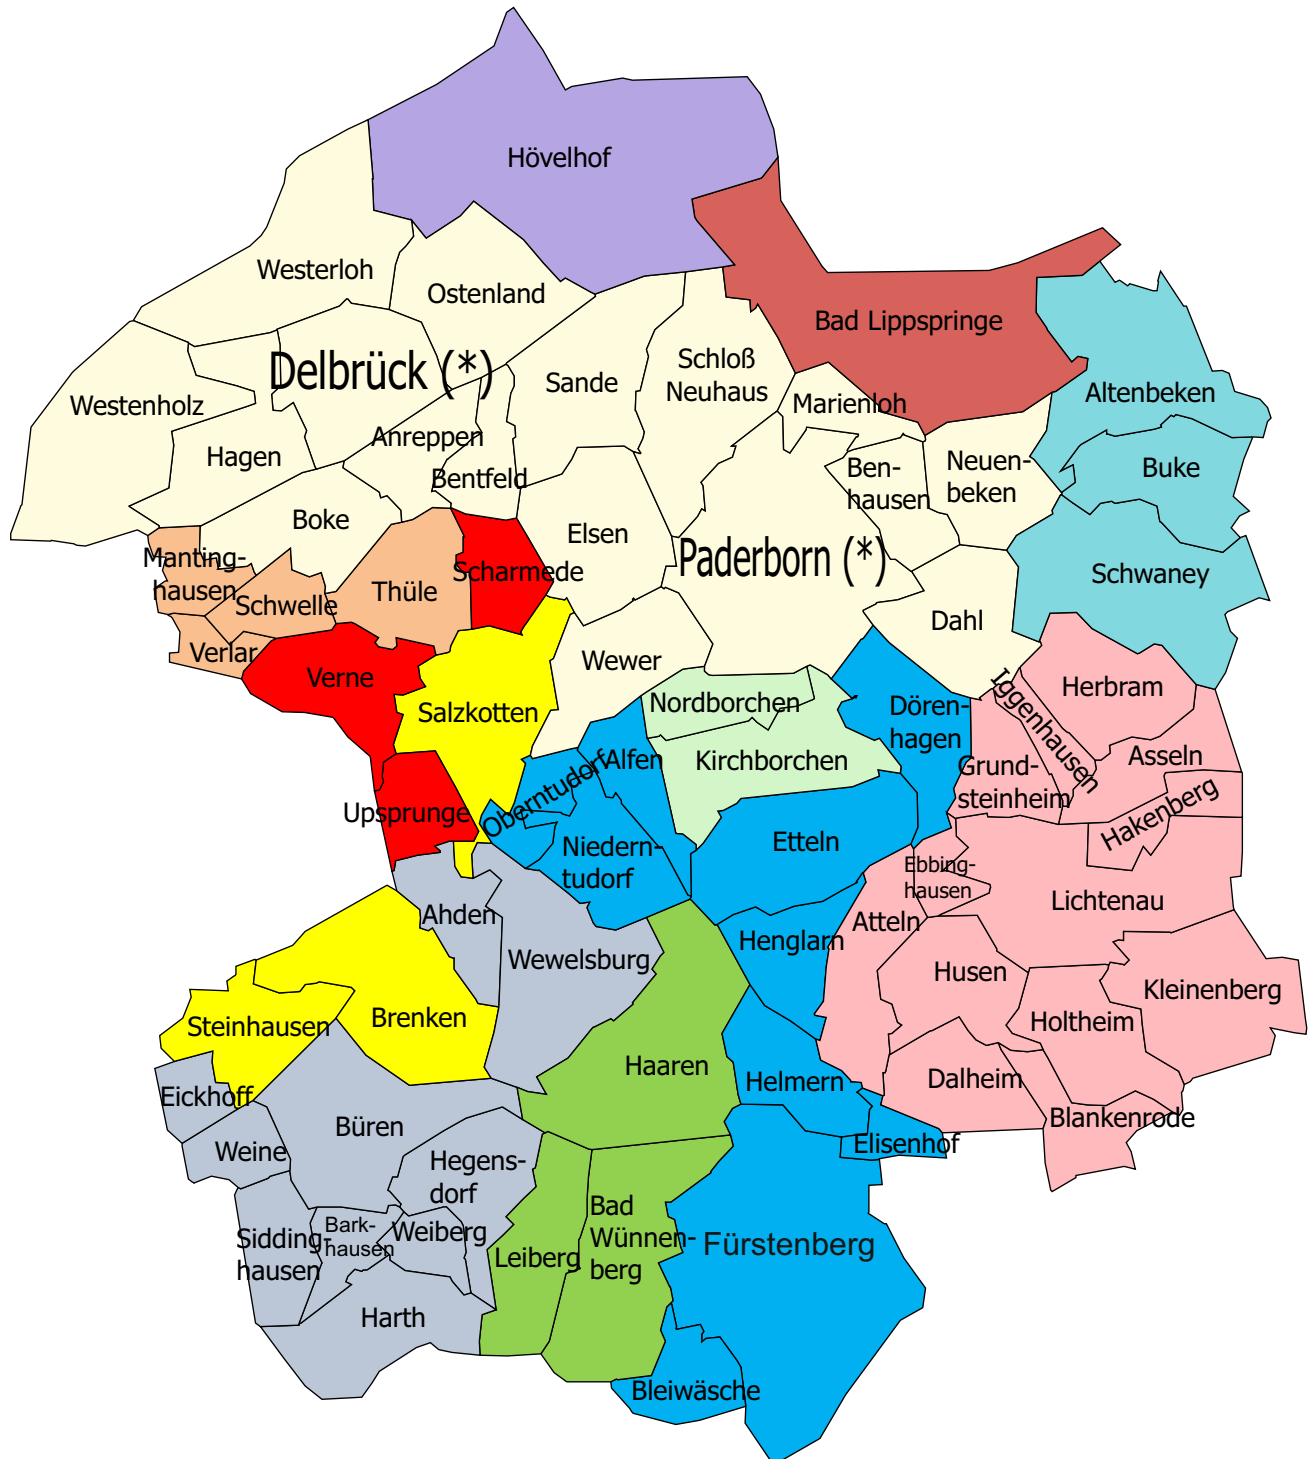 Hövelhof
Westerloh
Ostenland
Bad Lippspringe
Delbrück (*)
Schloß
Neuhaus
Sande
Altenbeken
Westenholz
Marienloh
Anreppen
Hagen
Bentfeld
Ben-
hausen
Neuen-
beken
Buke
Boke
Elsen
Paderborn (*)
Manting-
hausen
Scharmede
Schwaney
Thüle
Schwelle
Dahl
Verlar
Wewer
Verne
Iggenhausen
Herbram
Nordborchen
Salzkotten
Dören-
hagen
Alfen
Kirchborchen
Asseln
Grund-
steinheim
Oberntudorf
Hakenberg
Upsprunge
Niedern-
tudorf
Etteln
Ebbing-
hausen
Lichtenau
Ahden
Atteln
Henglarn
Wewelsburg
Husen
Kleinenberg
Brenken
Steinhausen
Holtheim
Haaren
Helmern
Dalheim
Eickhoff
Büren
Blankenrode
Elisenhof
Weine
Hegens-
dorf
Bad
Wünnen-
berg
Bark-
hausen
Weiberg
Sidding-
hausen
Leiberg
Fürstenberg
Harth
Bleiwäsche